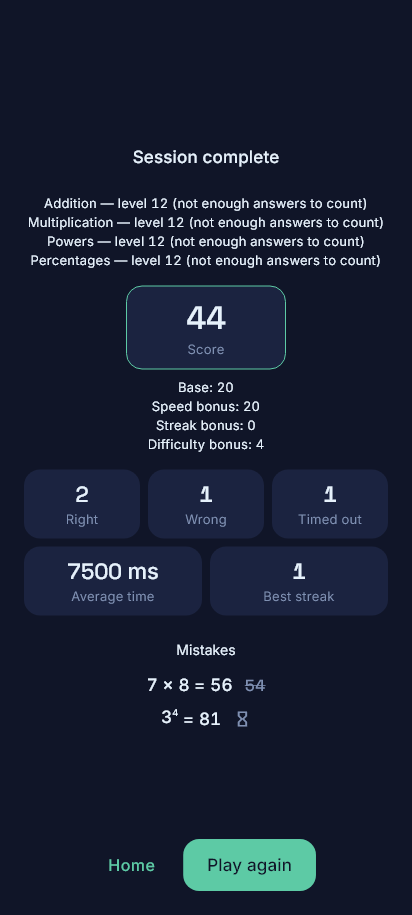 Session complete
Addition — level 12 (not enough answers to count)
Multiplication — level 12 (not enough answers to count)
Powers — level 12 (not enough answers to count)
Percentages — level 12 (not enough answers to count)
44
Score
Base: 20
Speed bonus: 20
Streak bonus: 0
Difficulty bonus: 4
2 1 1
Right Wrong Timed out
7500 ms 1
Average time Best streak
Mistakes
7 × 8 = 56 54
3⁴ = 81
Home Play again